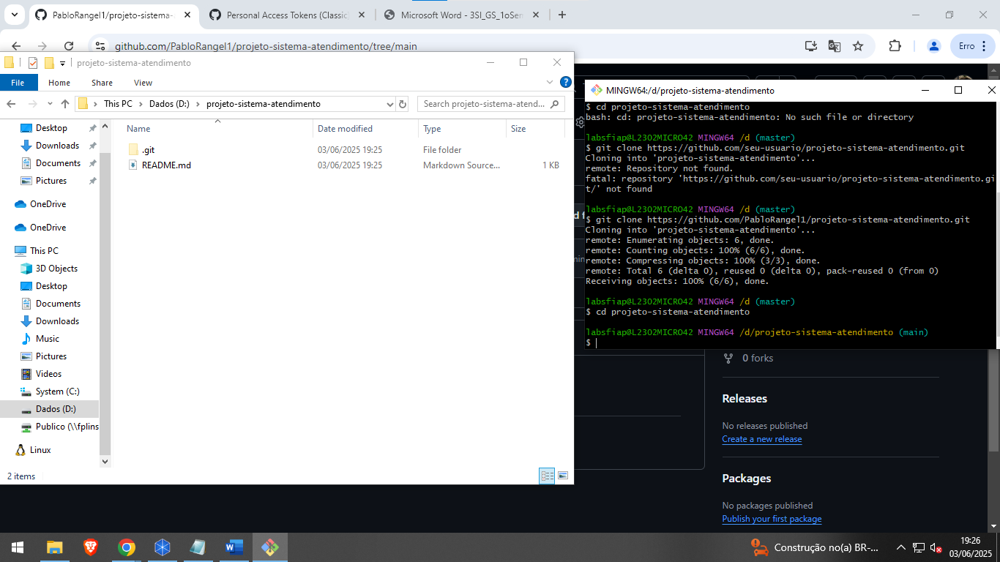 PabloRangel1/projeto-sistema-
Personal Access Tokens (Classic
Microsoft Word - 3SI_GS_1oSem
github.com/PabloRangel1/projeto-sistema-atendimento/tree/main
Erro
projeto-sistema-atendimento
File
Home
Share
View
This PC
Dados (D:)
projeto-sistema-atendimento
Search projeto-sistema-atend...
Name
Date modified
Type
Size
.git
03/06/2025 19:25
File folder
README.md
03/06/2025 19:25
Markdown Source...
1 KB
Desktop
Downloads
Documents
Pictures
OneDrive
OneDrive
This PC
3D Objects
Desktop
Documents
Downloads
Music
Pictures
Videos
System (C:)
Dados (D:)
Publico (\\fplins
Linux
2 items
MINGW64:/d/projeto-sistema-atendimento
$ cd projeto-sistema-atendimento
bash: cd: projeto-sistema-atendimento: No such file or directory
labsfiap@L2302MICRO42 MINGW64 /d (master)
$ git clone https://github.com/seu-usuario/projeto-sistema-atendimento.git
Cloning into 'projeto-sistema-atendimento'...
remote: Repository not found.
fatal: repository 'https://github.com/seu-usuario/projeto-sistema-atendimento.gi
t/' not found
labsfiap@L2302MICRO42 MINGW64 /d (master)
$ git clone https://github.com/PabloRangel1/projeto-sistema-atendimento.git
Cloning into 'projeto-sistema-atendimento'...
remote: Enumerating objects: 6, done.
remote: Counting objects: 100% (6/6), done.
remote: Compressing objects: 100% (3/3), done.
remote: Total 6 (delta 0), reused 0 (delta 0), pack-reused 0 (from 0)
Receiving objects: 100% (6/6), done.
labsfiap@L2302MICRO42 MINGW64 /d (master)
$ cd projeto-sistema-atendimento
labsfiap@L2302MICRO42 MINGW64 /d/projeto-sistema-atendimento (main)
$
0 forks
Releases
No releases published
Create a new release
Packages
No packages published
Publish your first package
Construção no(a) BR-...
19:26
03/06/2025